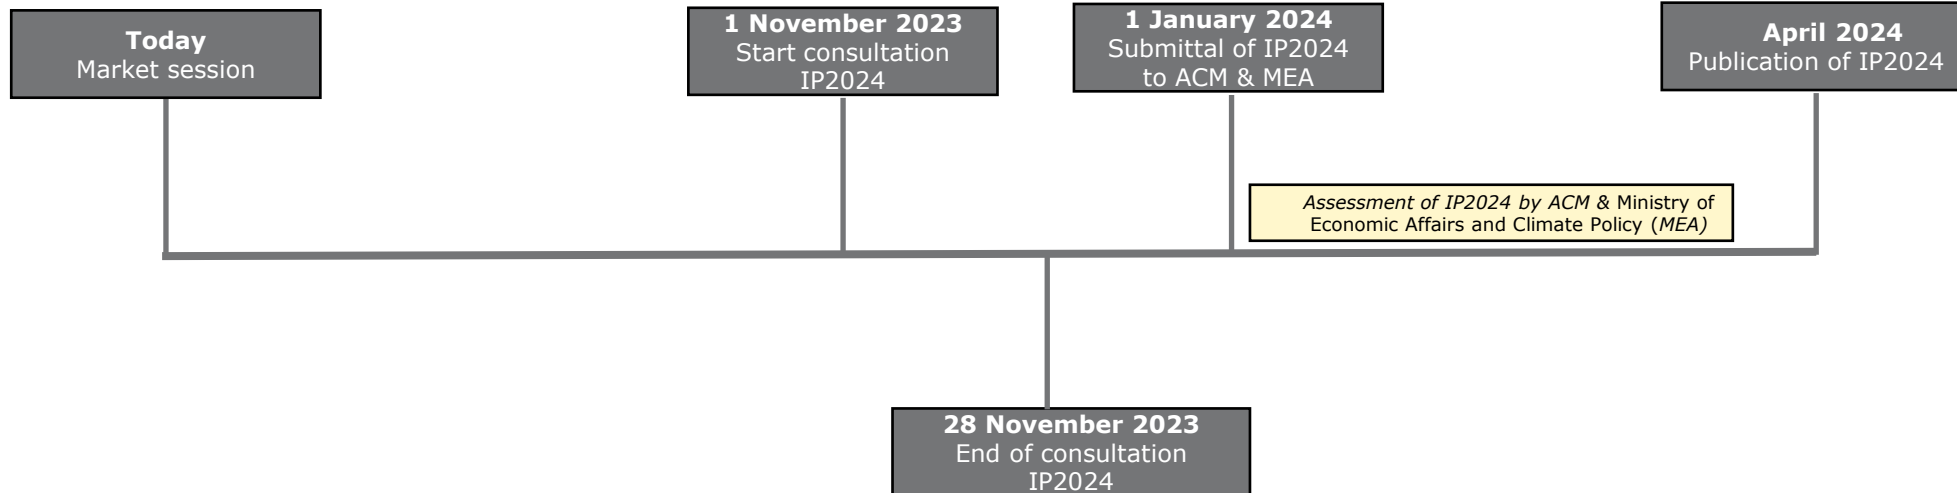 Today
Market session
1 November 2023
Start consultation
IP2024
1 January 2024
Submittal of IP2024
to ACM & MEA
April 2024
Publication of IP2024
Assessment of IP2024 by ACM & Ministry of
Economic Affairs and Climate Policy (MEA)
28 November 2023
End of consultation
IP2024